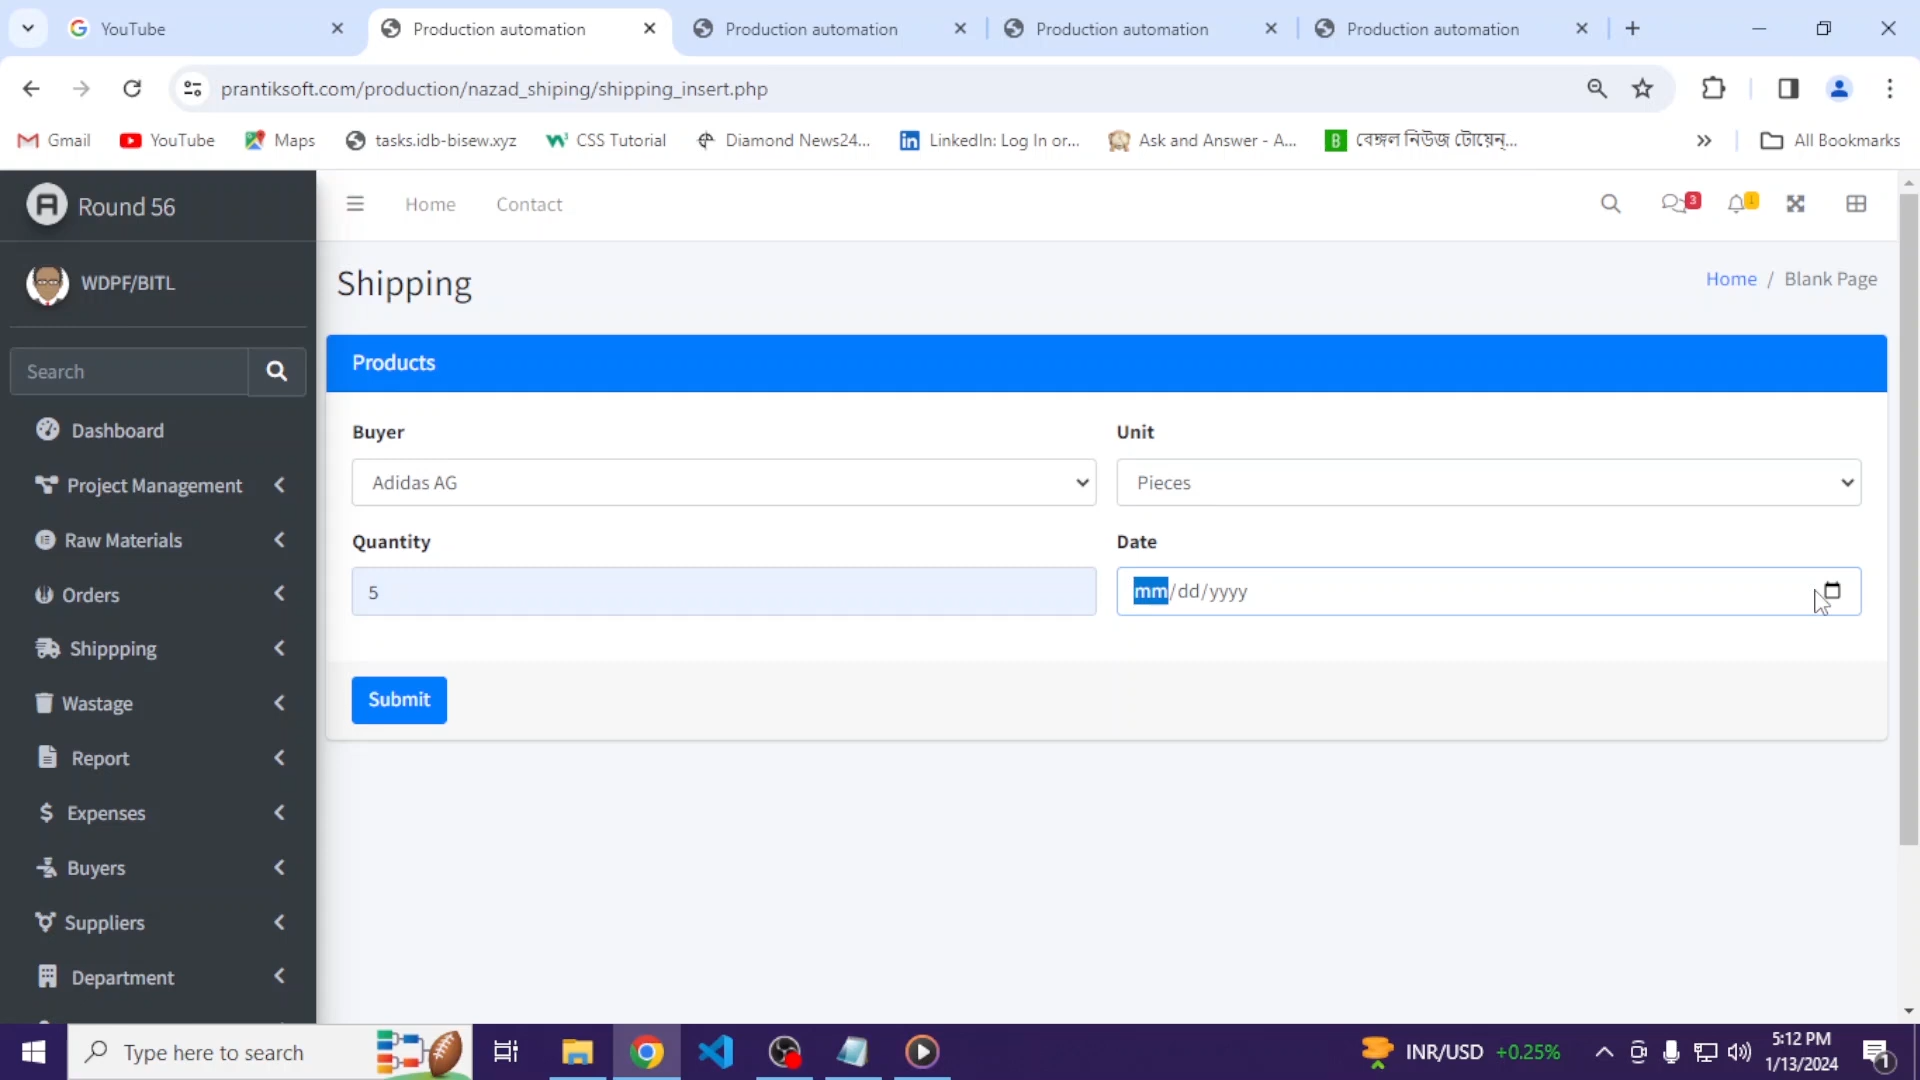 YouTube
Production automation
Production automation
Production automation
Production automation
prantiksoft.com/production/nazad_shiping/shipping_insert.php
Gmail
YouTube
Maps
tasks.idb-bisew.xyz
CSS Tutorial
Diamond News24...
LinkedIn: Log In or...
Ask and Answer - A...
B
বেঙ্গল নিউজ টোয়েন্...
All Bookmarks
Round 56
Home
Contact
3
1
WDPF/BITL
Shipping
Home / Blank Page
Search
Products
Dashboard
Project Management
Raw Materials
Orders
Shippping
Wastage
Report
Expenses
Buyers
Suppliers
Department
Buyer
Unit
Adidas AG
Pieces
Quantity
Date
5
mm/dd/yyyy
Submit
Type here to search
INR/USD +0.25%
5:12 PM
1/13/2024
1